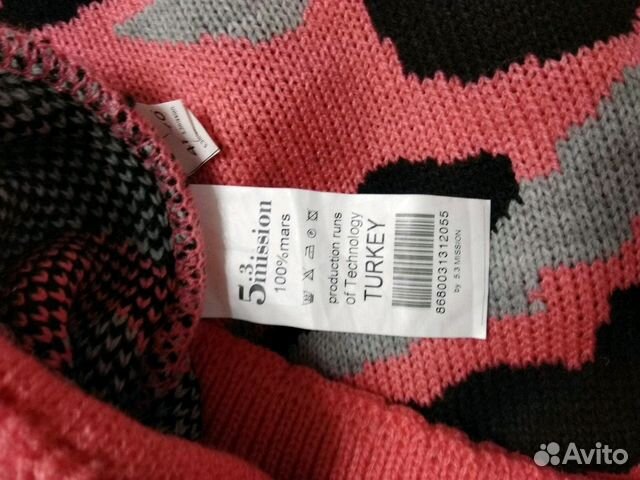 5.3.
mission
100%mars
production runs
of Technology
TURKEY
8680031312055
by 5.3 MISSION
Avito